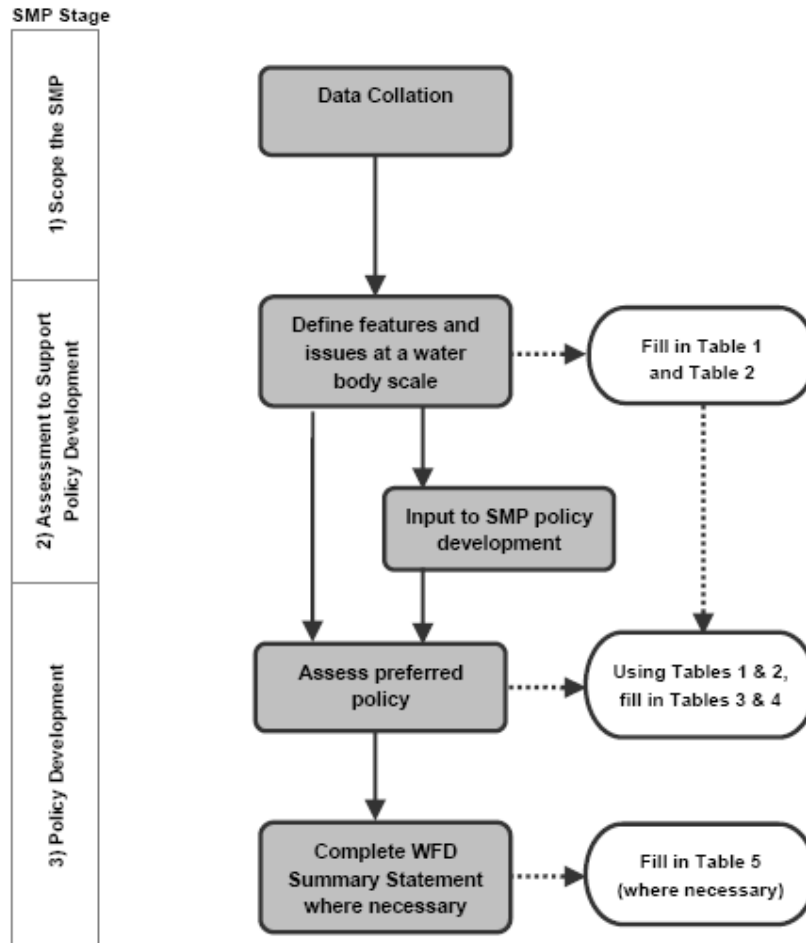 SMP Stage
1) Scope the SMP
Data Collation
2) Assessment to Support
Policy Development
Define features and
issues at a water
body scale
Fill in Table 1
and Table 2
Input to SMP policy
development
3) Policy Development
Assess preferred
policy
Using Tables 1 & 2,
fill in Tables 3 & 4
Complete WFD
Summary Statement
where necessary
Fill in Table 5
(where necessary)